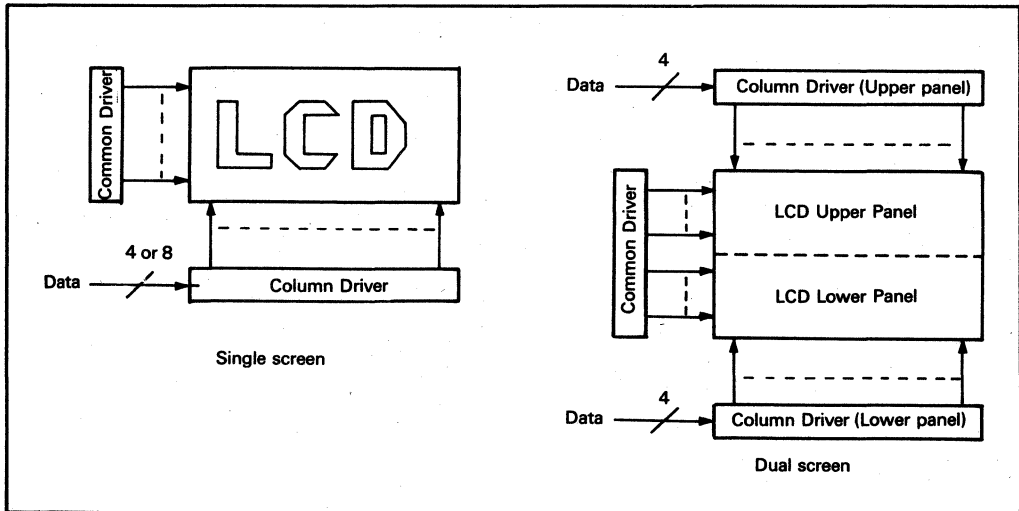 Common Driver
LCD
4 or 8
Data
Column Driver
Single screen
4
Data
Column Driver (Upper panel)
Common Driver
LCD Upper Panel
LCD Lower Panel
4
Data
Column Driver (Lower panel)
Dual screen